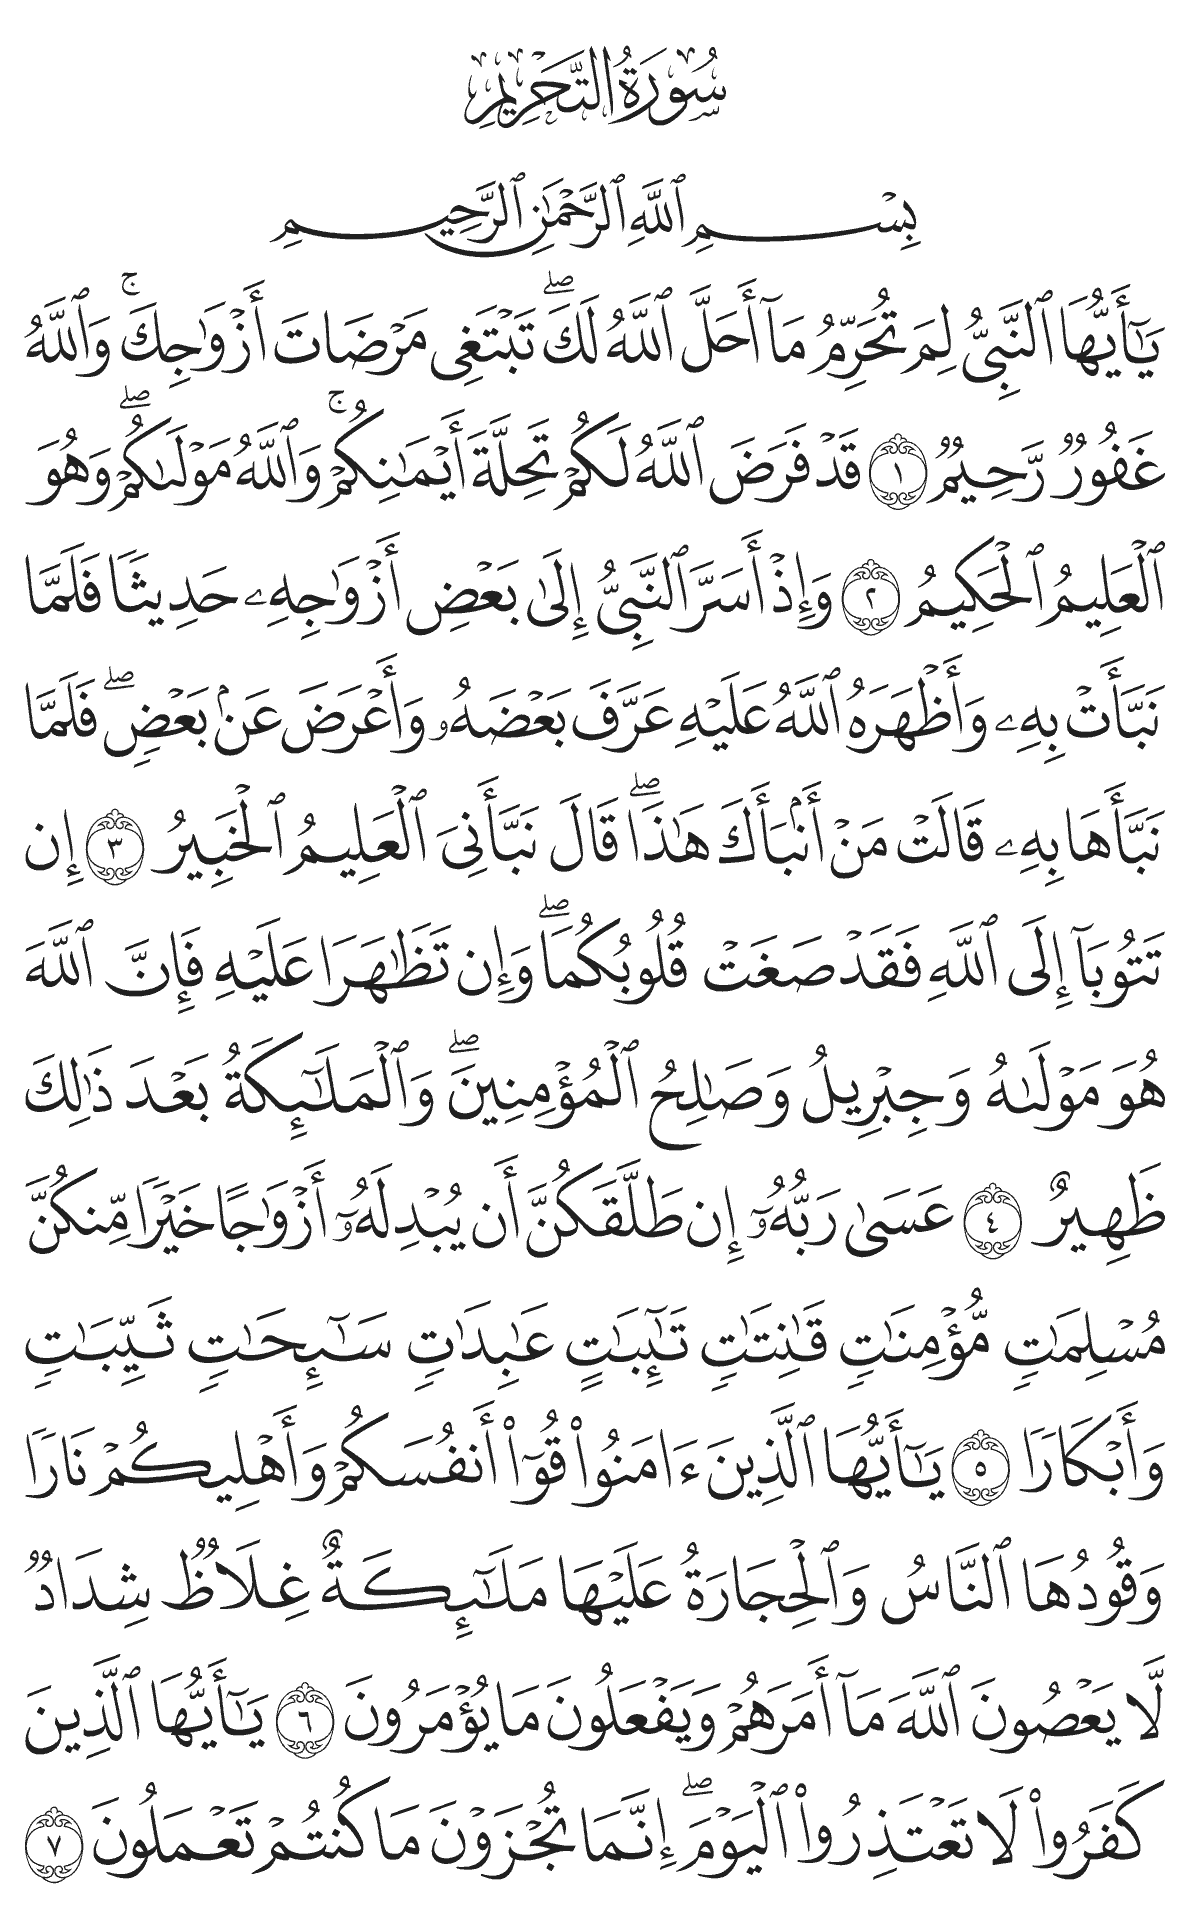 سُورَةُ التَّحْرِيمِ
بِسْمِ ٱللَّهِ ٱلرَّحْمَٰنِ ٱلرَّحِيمِ
يَٰٓأَيُّهَا ٱلنَّبِىُّ لِمَ تُحَرِّمُ مَآ أَحَلَّ ٱللَّهُ لَكَ ۖ تَبْتَغِى مَرْضَاتَ أَزْوَٰجِكَ ۚ وَٱللَّهُ
غَفُورٌ رَّحِيمٌ ١ قَدْ فَرَضَ ٱللَّهُ لَكُمْ تَحِلَّةَ أَيْمَٰنِكُمْ ۚ وَٱللَّهُ مَوْلَىٰكُمْ ۖ وَهُوَ
ٱلْعَلِيمُ ٱلْحَكِيمُ ٢ وَإِذْ أَسَرَّ ٱلنَّبِىُّ إِلَىٰ بَعْضِ أَزْوَٰجِهِۦ حَدِيثًا فَلَمَّا
نَبَّأَتْ بِهِۦ وَأَظْهَرَهُ ٱللَّهُ عَلَيْهِ عَرَّفَ بَعْضَهُۥ وَأَعْرَضَ عَنۢ بَعْضٍ ۖ فَلَمَّا
نَبَّأَهَا بِهِۦ قَالَتْ مَنْ أَنۢبَأَكَ هَٰذَا ۖ قَالَ نَبَّأَنِىَ ٱلْعَلِيمُ ٱلْخَبِيرُ ٣ إِن
تَتُوبَآ إِلَى ٱللَّهِ فَقَدْ صَغَتْ قُلُوبُكُمَا ۖ وَإِن تَظَٰهَرَا عَلَيْهِ فَإِنَّ ٱللَّهَ
هُوَ مَوْلَىٰهُ وَجِبْرِيلُ وَصَٰلِحُ ٱلْمُؤْمِنِينَ ۖ وَٱلْمَلَٰٓئِكَةُ بَعْدَ ذَٰلِكَ
ظَهِيرٌ ٤ عَسَىٰ رَبُّهُۥٓ إِن طَلَّقَكُنَّ أَن يُبْدِلَهُۥٓ أَزْوَٰجًا خَيْرًا مِّنكُنَّ
مُسْلِمَٰتٍ مُّؤْمِنَٰتٍ قَٰنِتَٰتٍ تَٰٓئِبَٰتٍ عَٰبِدَٰتٍ سَٰٓئِحَٰتٍ ثَيِّبَٰتٍ
وَأَبْكَارًا ٥ يَٰٓأَيُّهَا ٱلَّذِينَ ءَامَنُوا۟ قُوٓا۟ أَنفُسَكُمْ وَأَهْلِيكُمْ نَارًا
وَقُودُهَا ٱلنَّاسُ وَٱلْحِجَارَةُ عَلَيْهَا مَلَٰٓئِكَةٌ غِلَاظٌ شِدَادٌ
لَّا يَعْصُونَ ٱللَّهَ مَآ أَمَرَهُمْ وَيَفْعَلُونَ مَا يُؤْمَرُونَ ٦ يَٰٓأَيُّهَا ٱلَّذِينَ
كَفَرُوا۟ لَا تَعْتَذِرُوا۟ ٱلْيَوْمَ ۖ إِنَّمَا تُجْزَوْنَ مَا كُنتُمْ تَعْمَلُونَ ٧